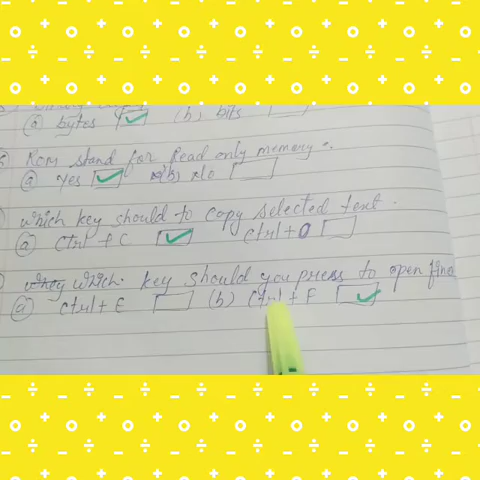 (a) bytes (b) bits
Rom stand for Read only memory.
(a) Yes (b) No
which key should to copy selected text.
(a) Ctrl + C Ctrl+O
which key should you press to open find
(a) Ctrl + E (b) Ctrl + F